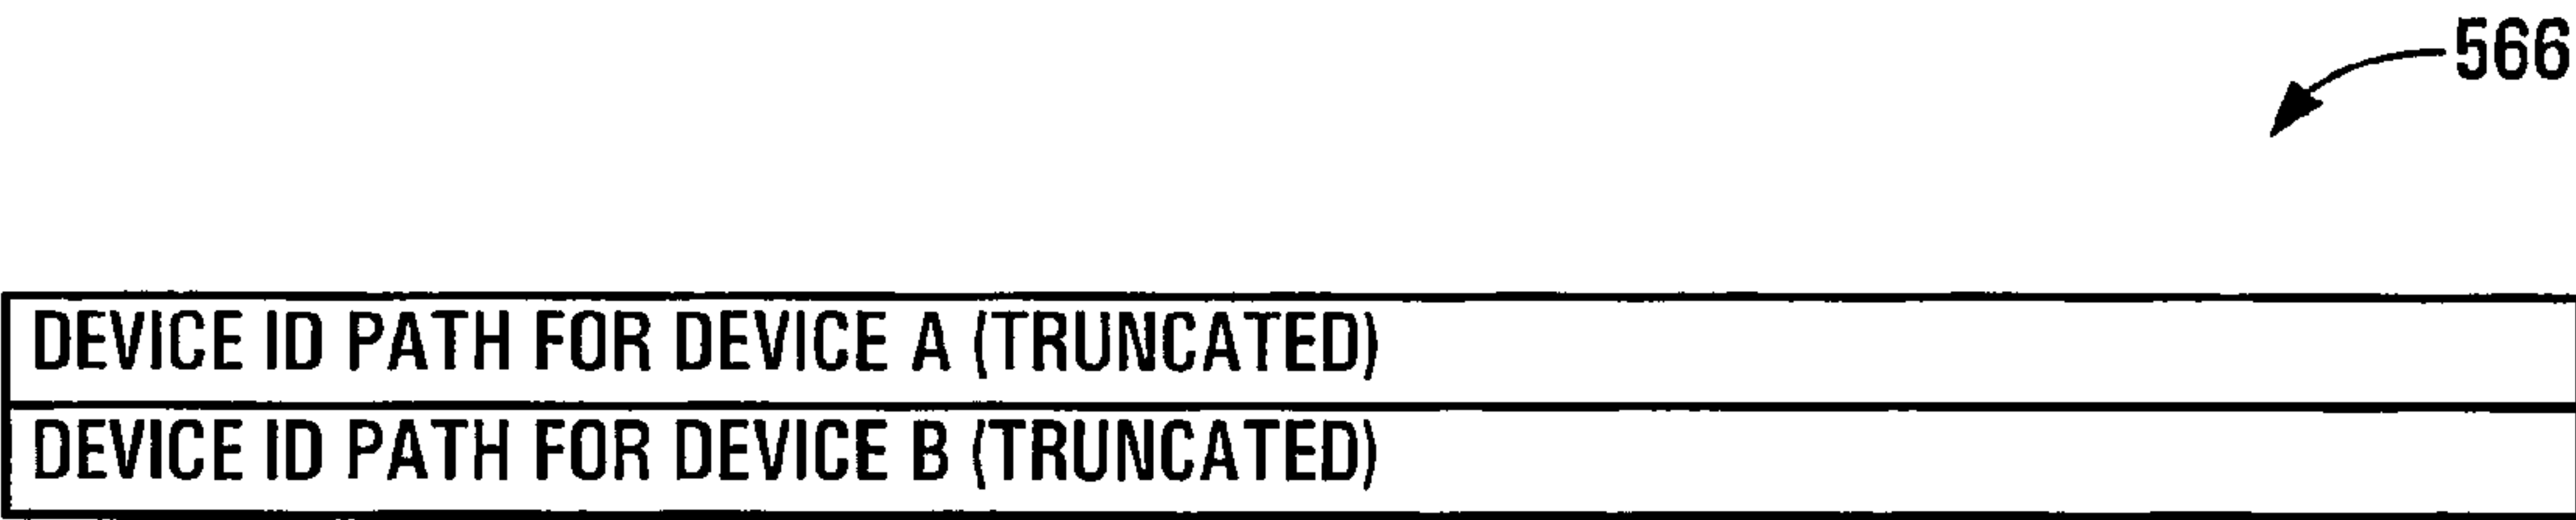 566
DEVICE ID PATH FOR DEVICE A (TRUNCATED)
DEVICE ID PATH FOR DEVICE B (TRUNCATED)